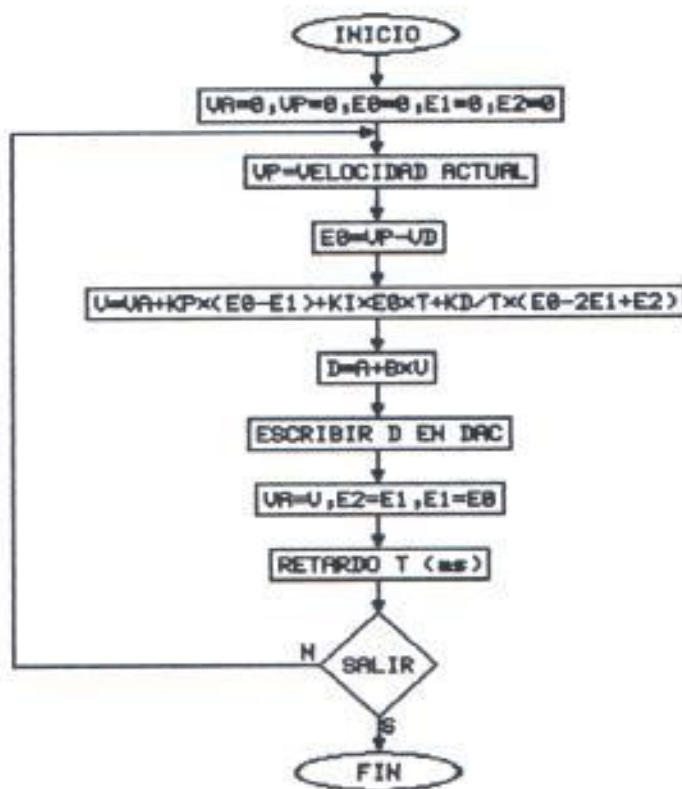 INICIO
VA=0,VP=0,E0=0,E1=0,E2=0
VP=VELOCIDAD ACTUAL
E0=VP-VD
V=VA+KP×(E0-E1)+KI×E0×T+KD/T×(E0-2E1+E2)
D=A+B×V
ESCRIBIR D EN DAC
VA=V,E2=E1,E1=E0
RETARDO T (ms)
N
SALIR
S
FIN